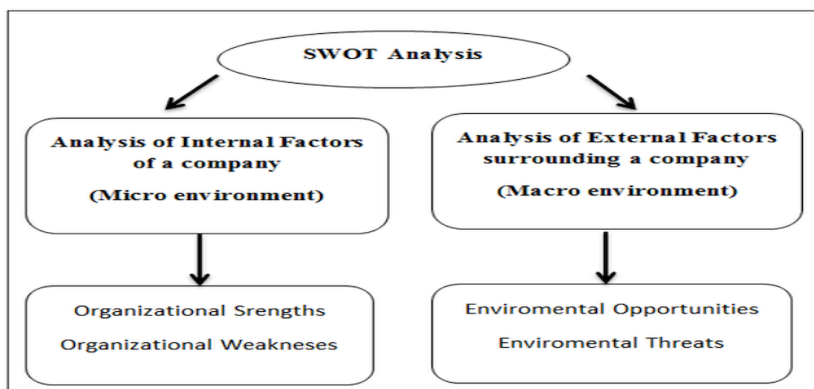 SWOT Analysis
Analysis of Internal Factors
of a company
(Micro environment)
Analysis of External Factors
surrounding a company
(Macro environment)
Organizational Srengths
Organizational Weakneses
Enviromental Opportunities
Enviromental Threats